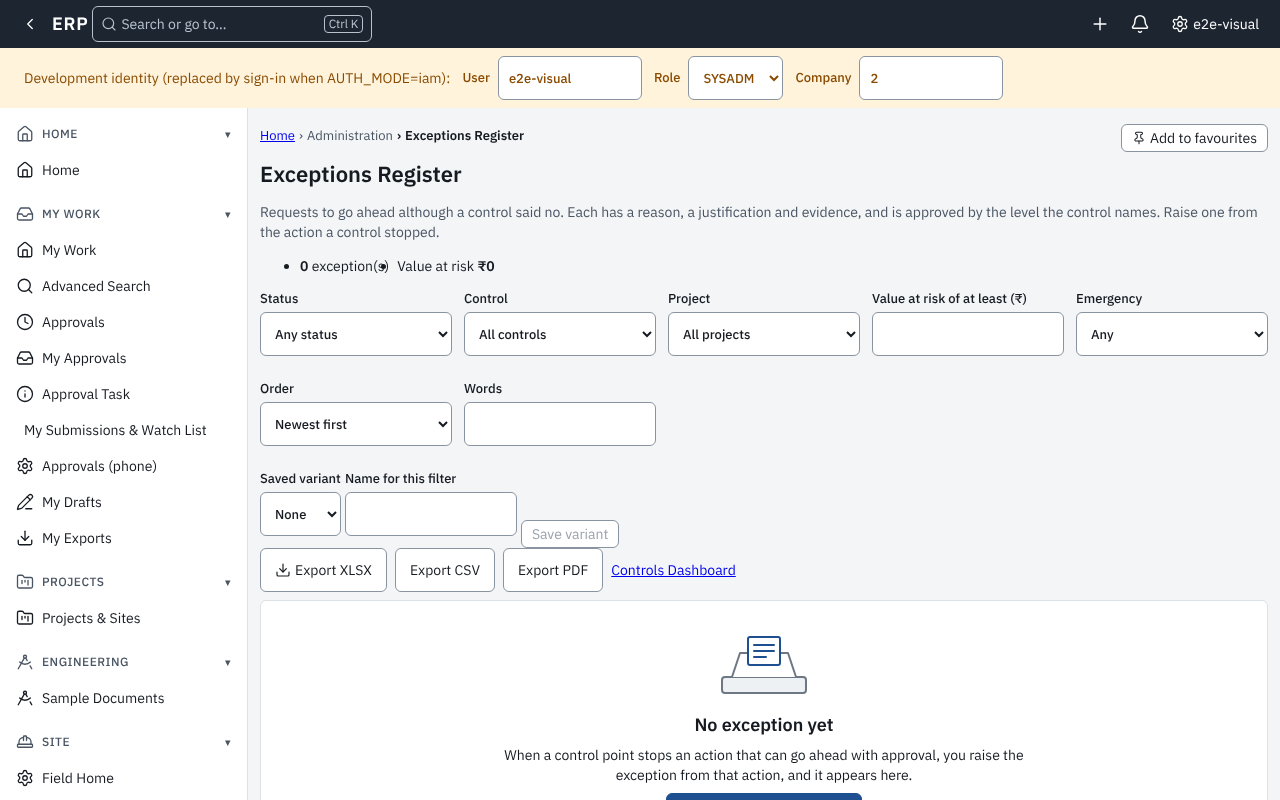 ERP
Search or go to...
Ctrl K
e2e-visual
Development identity (replaced by sign-in when AUTH_MODE=iam):
User
e2e-visual
Role
SYSADM
Company
2
HOME
Home
MY WORK
My Work
Advanced Search
Approvals
My Approvals
Approval Task
My Submissions & Watch List
Approvals (phone)
My Drafts
My Exports
PROJECTS
Projects & Sites
ENGINEERING
Sample Documents
SITE
Field Home
Home › Administration › Exceptions Register
Add to favourites
Exceptions Register
Requests to go ahead although a control said no. Each has a reason, a justification and evidence, and is approved by the level the control names. Raise one from
the action a control stopped.
0 exception(s)
Value at risk ₹0
Status
Any status
Control
All controls
Project
All projects
Value at risk of at least (₹)
Emergency
Any
Order
Newest first
Words
Saved variant
None
Name for this filter
Save variant
Export XLSX
Export CSV
Export PDF
Controls Dashboard
No exception yet
When a control point stops an action that can go ahead with approval, you raise the
exception from that action, and it appears here.